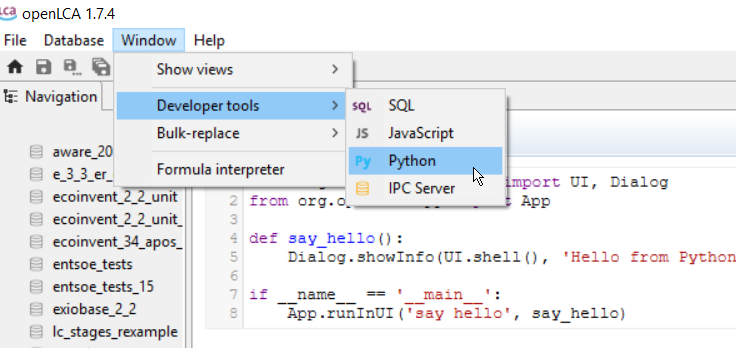 LCA openLCA 1.7.4
File Database Window Help
Show views >
Navigation
Developer tools >
SQL SQL
Bulk-replace >
JS JavaScript
aware_20
Py Python
e_3_3_er_
Formula interpreter
IPC Server
import UI, Dialog
ecoinvent_2_2_unit
2 from org.op App
ecoinvent_2_2_unit_
3
ecoinvent_34_apos_
4 def say_hello():
entsoe_tests
5 Dialog.showInfo(UI.shell(), 'Hello from Python
entsoe_tests_15
6
exiobase_2_2
7 if __name__ == '__main__':
lc_stages_rexample
8 App.runInUI('say hello', say_hello)